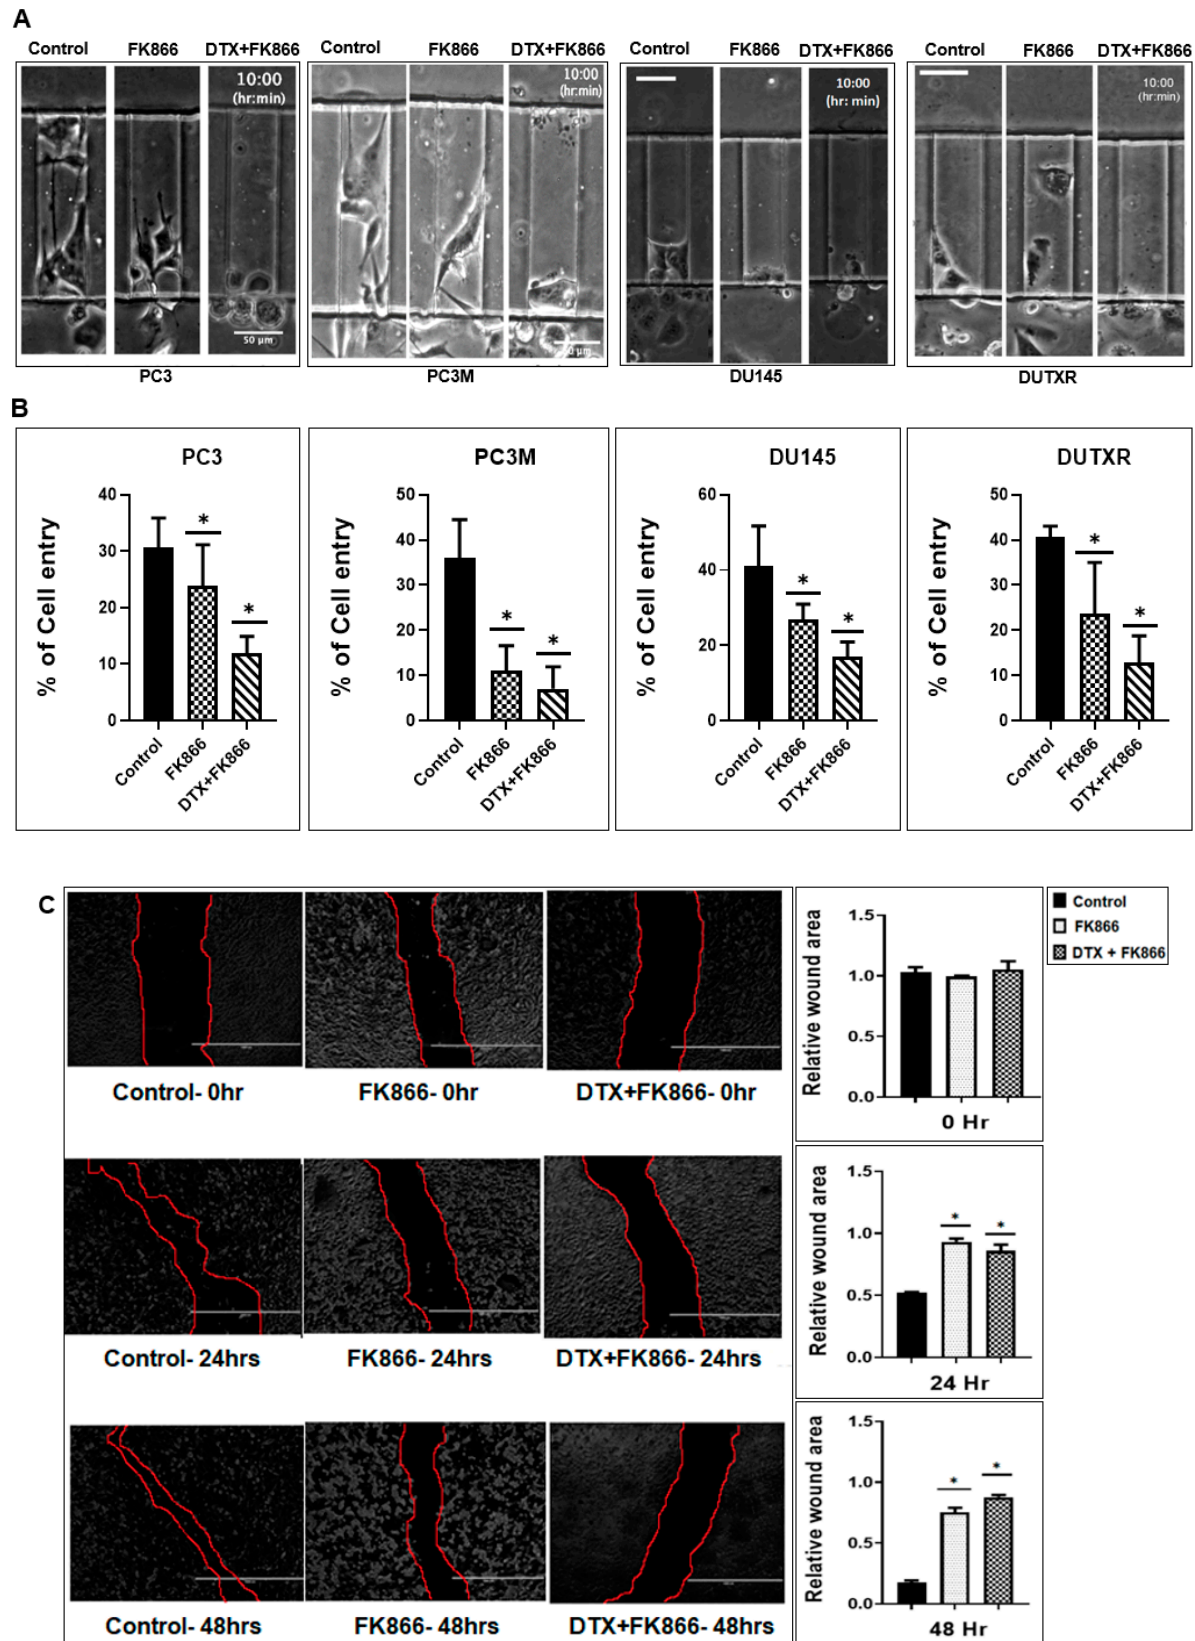 A
Control FK866 DTX+FK866 Control FK866 DTX+FK866 Control FK866 DTX+FK866 Control FK866 DTX+FK866
10:00 10:00 10:00 10:00
(hr:min) (hr:min) (hr: min) (hr:min)
50 µm µm
PC3 PC3M DU145 DUTXR
B
PC3
% of Cell entry
40
30
20
10
0
* *
Control FK866 DTX+FK866
PC3M
% of Cell entry
50
40
30
20
10
0
* *
Control FK866 DTX+FK866
DU145
% of Cell entry
60
40
20
0
* *
Control FK866 DTX+FK866
DUTXR
% of Cell entry
50
40
30
20
10
0
* *
Control FK866 DTX+FK866
C
Control- 0hr FK866- 0hr DTX+FK866- 0hr
Relative wound area
1.5
1.0
0.5
0.0
0 Hr
Control
FK866
DTX + FK866
Control- 24hrs FK866- 24hrs DTX+FK866- 24hrs
Relative wound area
1.5
1.0
0.5
0.0
* *
24 Hr
Control- 48hrs FK866- 48hrs DTX+FK866- 48hrs
Relative wound area
1.5
1.0
0.5
0.0
* *
48 Hr